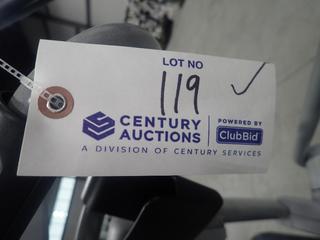 LOT NO
119
CENTURY
AUCTIONS
POWERED BY
ClubBid
A DIVISION OF CENTURY SERVICES